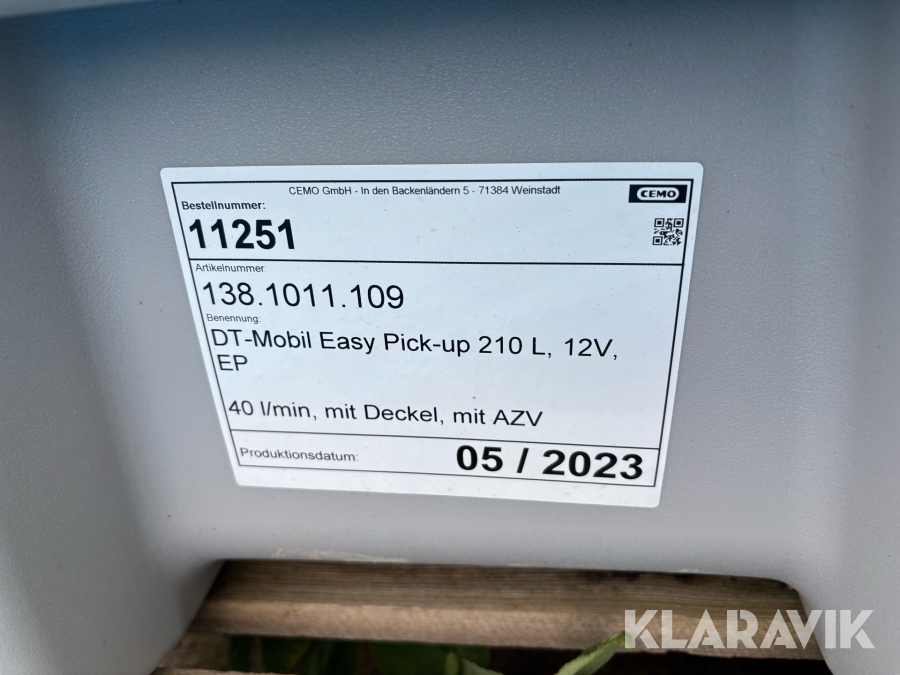 CEMO GmbH - In den Backenländern 5 - 71384 Weinstadt
CEMO
Bestellnummer:
11251
Artikelnummer:
138.1011.109
Benennung:
DT-Mobil Easy Pick-up 210 L, 12V,
EP
40 l/min, mit Deckel, mit AZV
Produktionsdatum:
05 / 2023
KLARAVIK